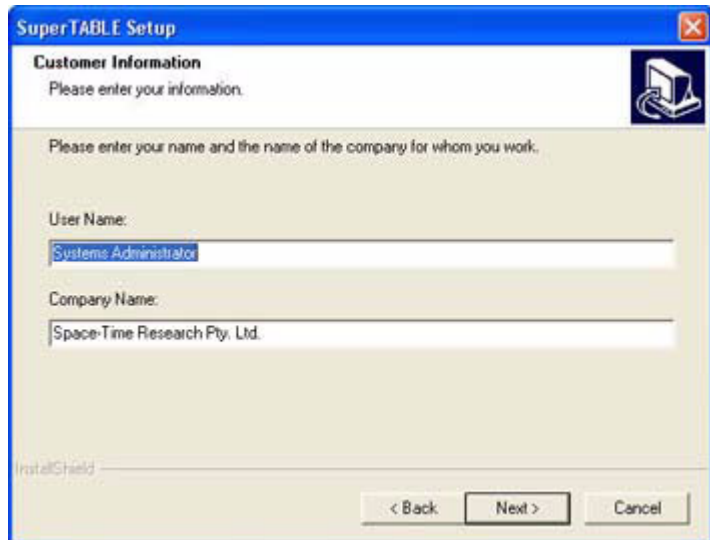 SuperTABLE Setup
Customer Information
Please enter your information.
Please enter your name and the name of the company for whom you work.
User Name:
Systems Administrator
Company Name:
Space-Time Research Pty. Ltd.
InstallShield
< Back
Next >
Cancel